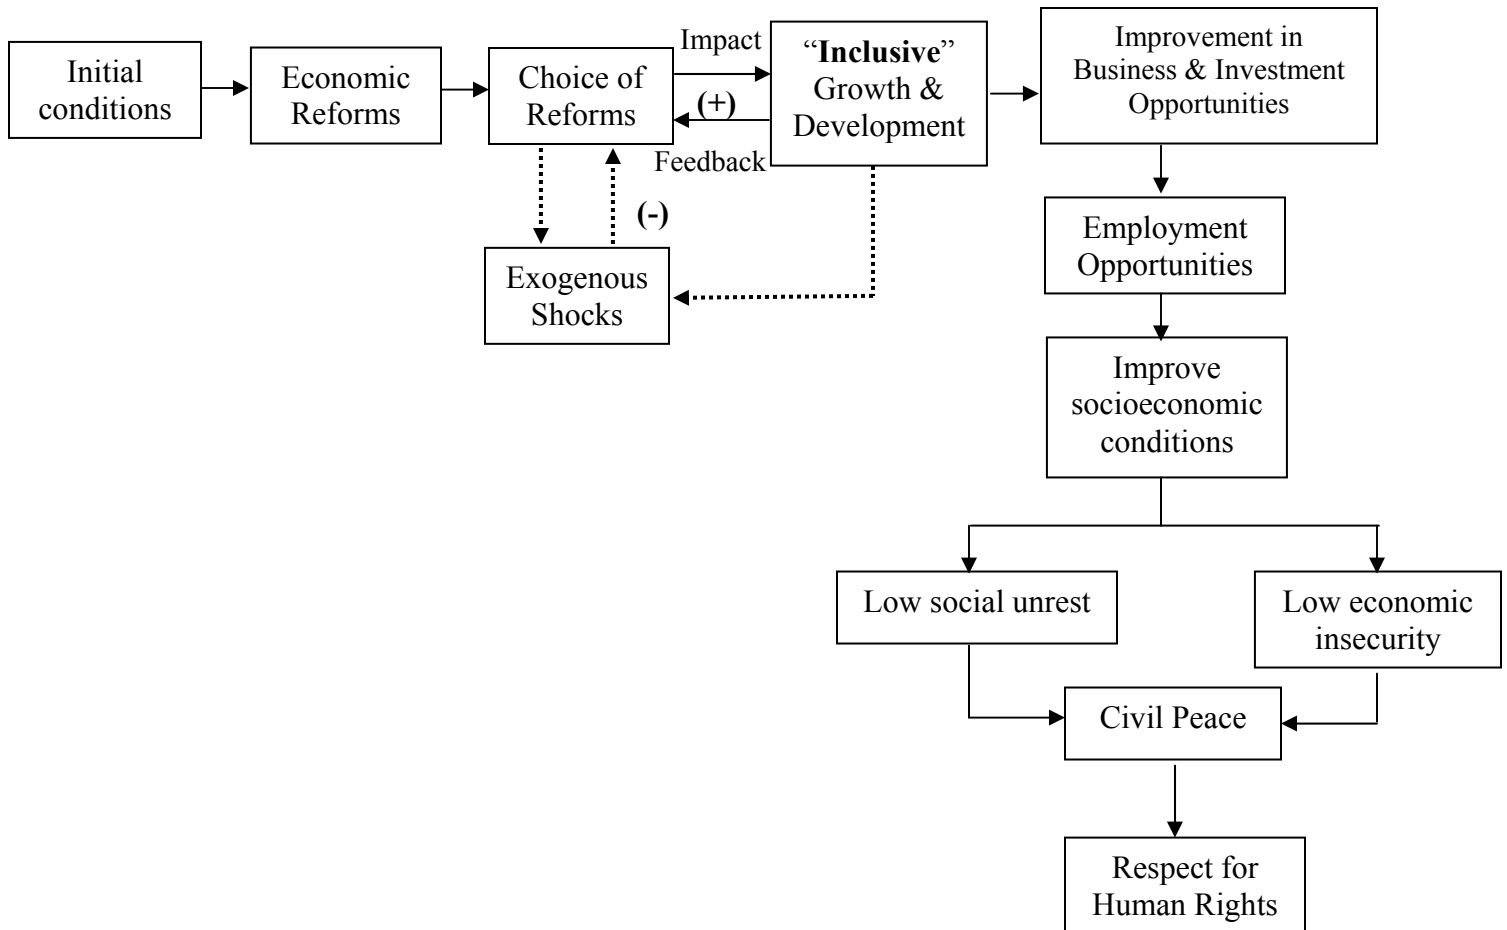 Initial
conditions
Economic
Reforms
Choice of
Reforms
Impact
(+)
Feedback
“Inclusive”
Growth &
Development
Improvement in
Business & Investment
Opportunities
(-)
Exogenous
Shocks
Employment
Opportunities
Improve
socioeconomic
conditions
Low social unrest
Low economic
insecurity
Civil Peace
Respect for
Human Rights